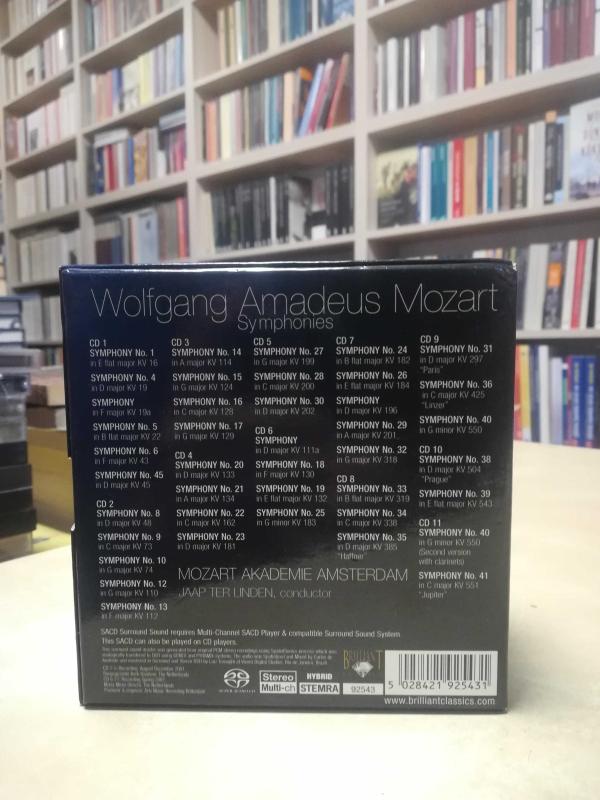 Wolfgang Amadeus Mozart
Symphonies
CD 1
SYMPHONY No. 1
in E flat major KV 16
SYMPHONY No. 4
in D major KV 19
SYMPHONY
in F major KV 19a
SYMPHONY No. 5
in B flat major KV 22
SYMPHONY No. 6
in F major KV 43
SYMPHONY No. 45
in D major KV 45
CD 2
SYMPHONY No. 8
in D major KV 48
SYMPHONY No. 9
in C major KV 73
SYMPHONY No. 10
in G major KV 74
SYMPHONY No. 12
in G major KV 110
SYMPHONY No. 13
in F major KV 112
CD 3
SYMPHONY No. 14
in A major KV 114
SYMPHONY No. 15
in G major KV 124
SYMPHONY No. 16
in C major KV 128
SYMPHONY No. 17
in G major KV 129
CD 4
SYMPHONY No. 20
in D major KV 133
SYMPHONY No. 21
in A major KV 134
SYMPHONY No. 22
in C major KV 162
SYMPHONY No. 23
in D major KV 181
CD 5
SYMPHONY No. 27
in G major KV 199
SYMPHONY No. 28
in C major KV 200
SYMPHONY No. 30
in D major KV 202
CD 6
SYMPHONY
in D major KV 111a
SYMPHONY No. 18
in F major KV 130
SYMPHONY No. 19
in E flat major KV 132
SYMPHONY No. 25
in G minor KV 183
CD 7
SYMPHONY No. 24
in B flat major KV 182
SYMPHONY No. 26
in E flat major KV 184
SYMPHONY
in D major KV 196
SYMPHONY No. 29
in A major KV 201
SYMPHONY No. 32
in G major KV 318
CD 8
SYMPHONY No. 33
in B flat major KV 319
SYMPHONY No. 34
in C major KV 338
SYMPHONY No. 35
in D major KV 385
"Haffner"
CD 9
SYMPHONY No. 31
in D major KV 297
"Paris"
SYMPHONY No. 36
in C major KV 425
"Linzer"
SYMPHONY No. 40
in G minor KV 550
CD 10
SYMPHONY No. 38
in D major KV 504
"Prague"
SYMPHONY No. 39
in E flat major KV 543
CD 11
SYMPHONY No. 40
in G minor KV 550
(Second version
with clarinets)
SYMPHONY No. 41
in C major KV 551
"Jupiter"
MOZART AKADEMIE AMSTERDAM
JAAP TER LINDEN, conductor
SACD Surround Sound requires Multi-Channel SACD Player & compatible Surround Sound System.
This SACD can also be played on CD players.
BRILLIANT
SUPER AUDIO CD
Stereo
Multi-ch
HYBRID
STEMRA
92543
5 028421 925431
www.brilliantclassics.com